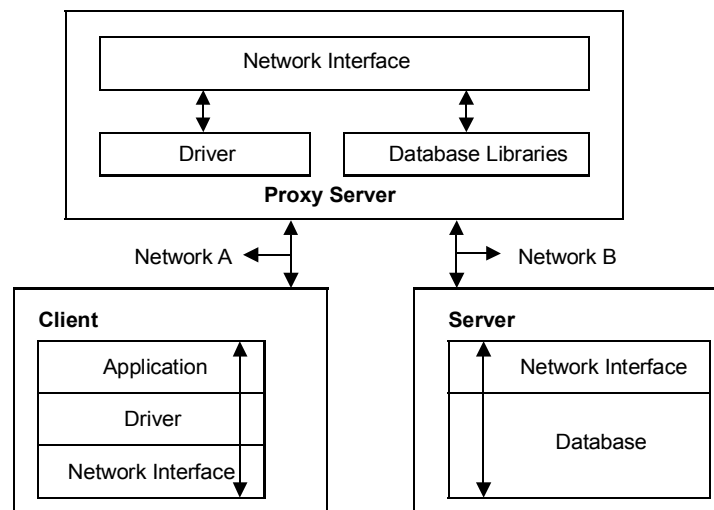 Network Interface
Driver
Database Libraries
Proxy Server
Network A
Network B
Client
Application
Driver
Network Interface
Server
Network Interface
Database